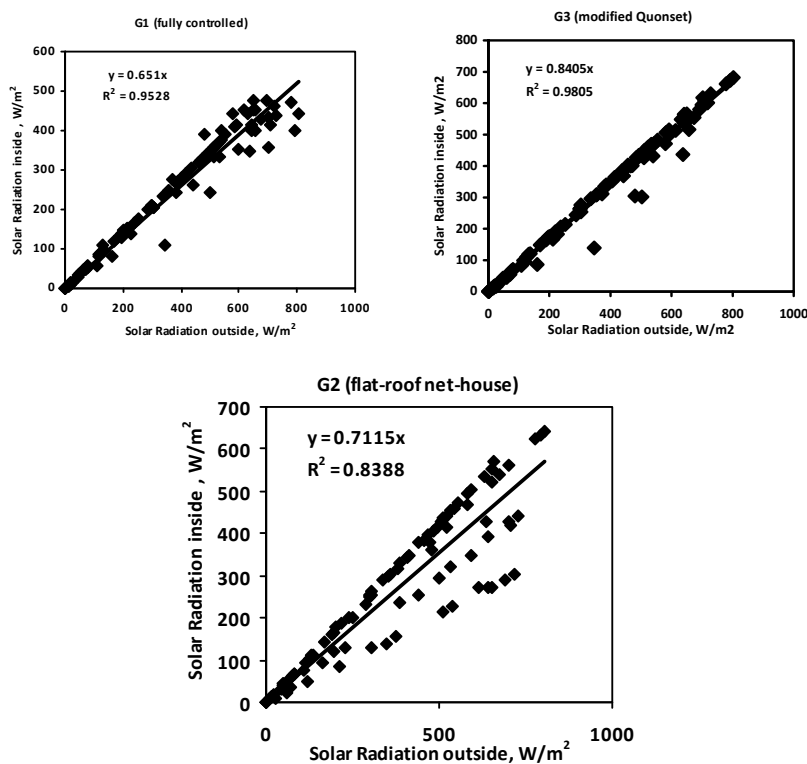 G1 (fully controlled)
y = 0.651x
R² = 0.9528
600
500
400
300
200
100
0
0 200 400 600 800 1000
Solar Radiation inside , W/m²
Solar Radiation outside, W/m²
G3 (modified Quonset)
y = 0.8405x
R² = 0.9805
800
700
600
500
400
300
200
100
0
0 200 400 600 800 1000
Solar Radiation inside , W/m2
Solar Radiation outside, W/m2
G2 (flat-roof net-house)
y = 0.7115x
R² = 0.8388
700
600
500
400
300
200
100
0
0 500 1000
Solar Radiation inside , W/m²
Solar Radiation outside, W/m²